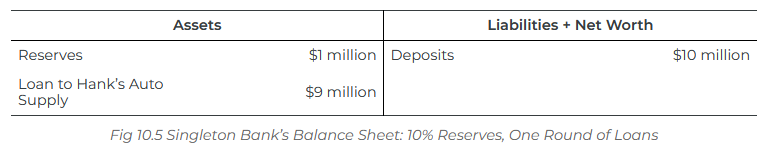 Assets Liabilities + Net Worth
Reserves $1 million Deposits $10 million
Loan to Hank's Auto
Supply $9 million
Fig 10.5 Singleton Bank's Balance Sheet: 10% Reserves, One Round of Loans